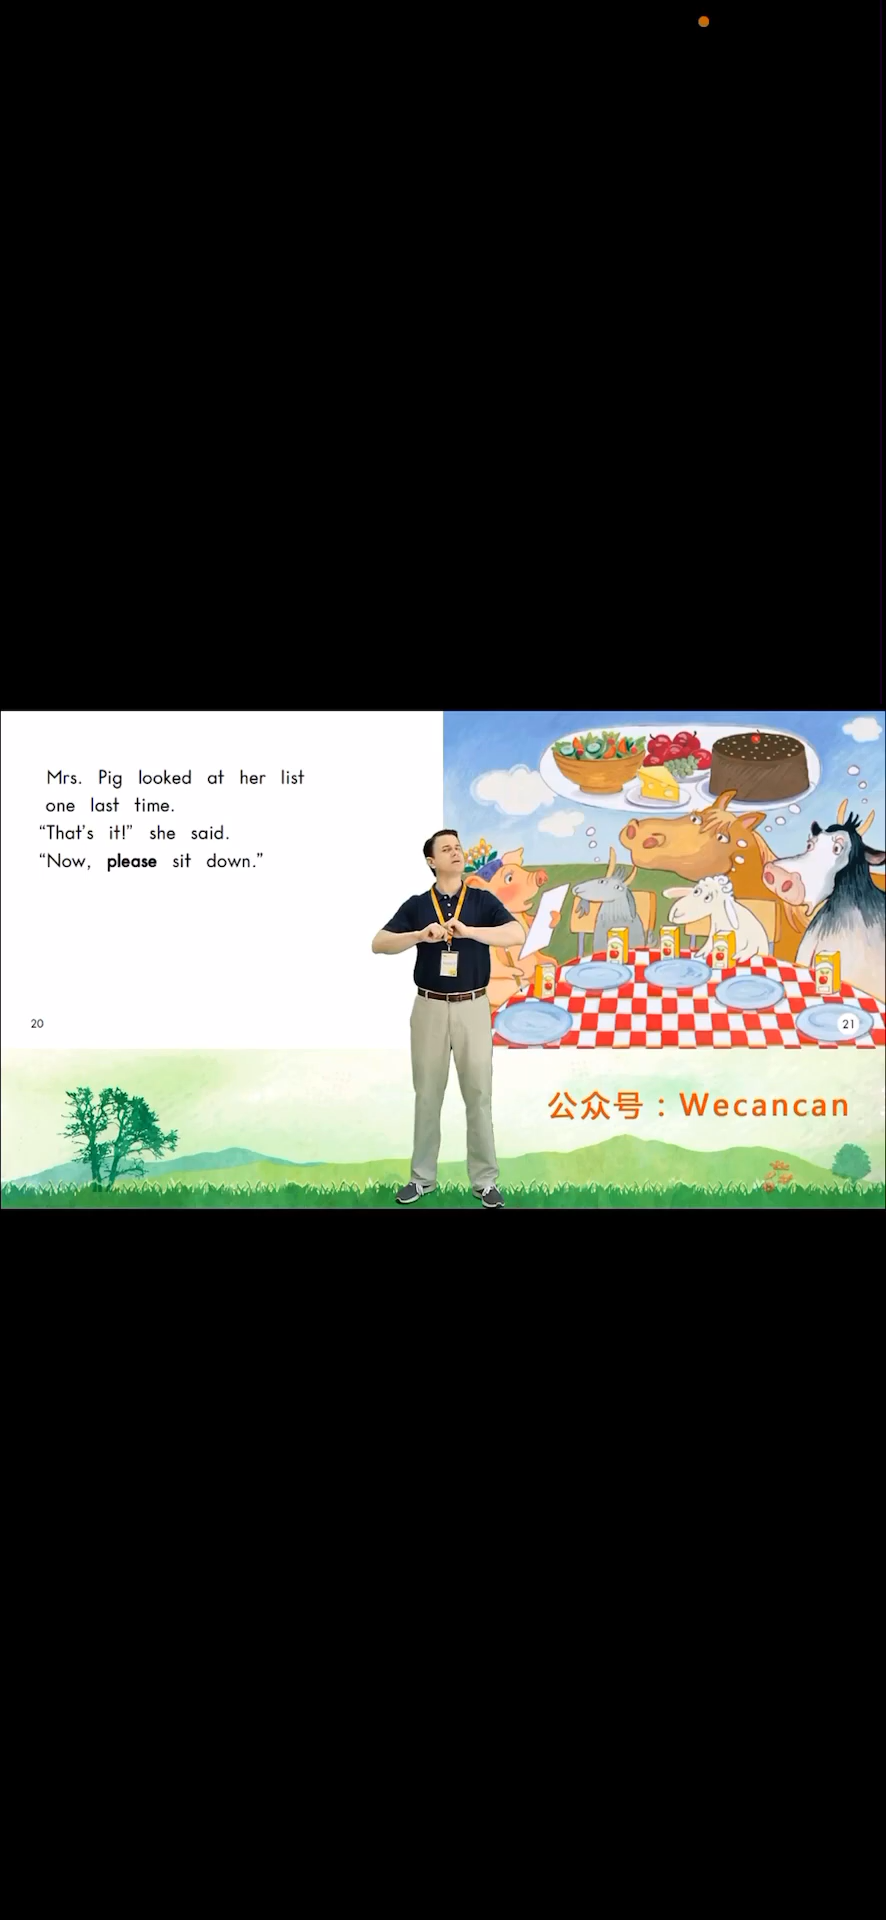 Mrs. Pig looked at her list
one last time.
“That’s it!” she said.
“Now, please sit down.”
20
21
公众号：Wecancan